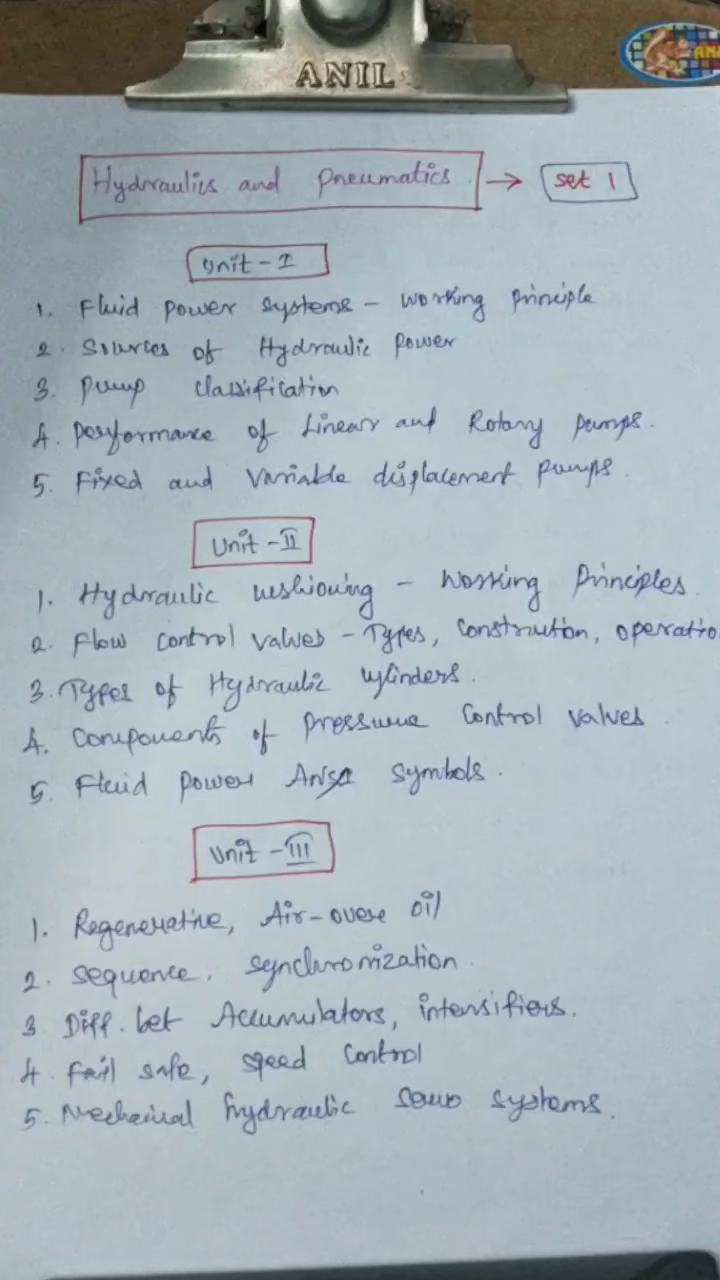 ANIL
ANA
Hydraulics and Pneumatics → Set 1
Unit - I
1. Fluid power systems - working principle
2. Sources of Hydraulic power
3. Pump classification
4. Performance of Linear and Rotary pumps.
5. Fixed and Variable displacement pumps.
Unit - II
1. Hydraulic cushioning - Working Principles
2. Flow control valves - Types, Construction, operatio
3. Types of Hydraulic cylinders.
4. Components of Pressure Control valves
5. Fluid power symbols.
Unit - III
1. Regenerative, Air-over oil
2. Sequence, synchronization.
3. Diff. bet Accumulators, intensifiers.
4. Fail safe, speed control
5. Mechanical hydraulic servo systems.